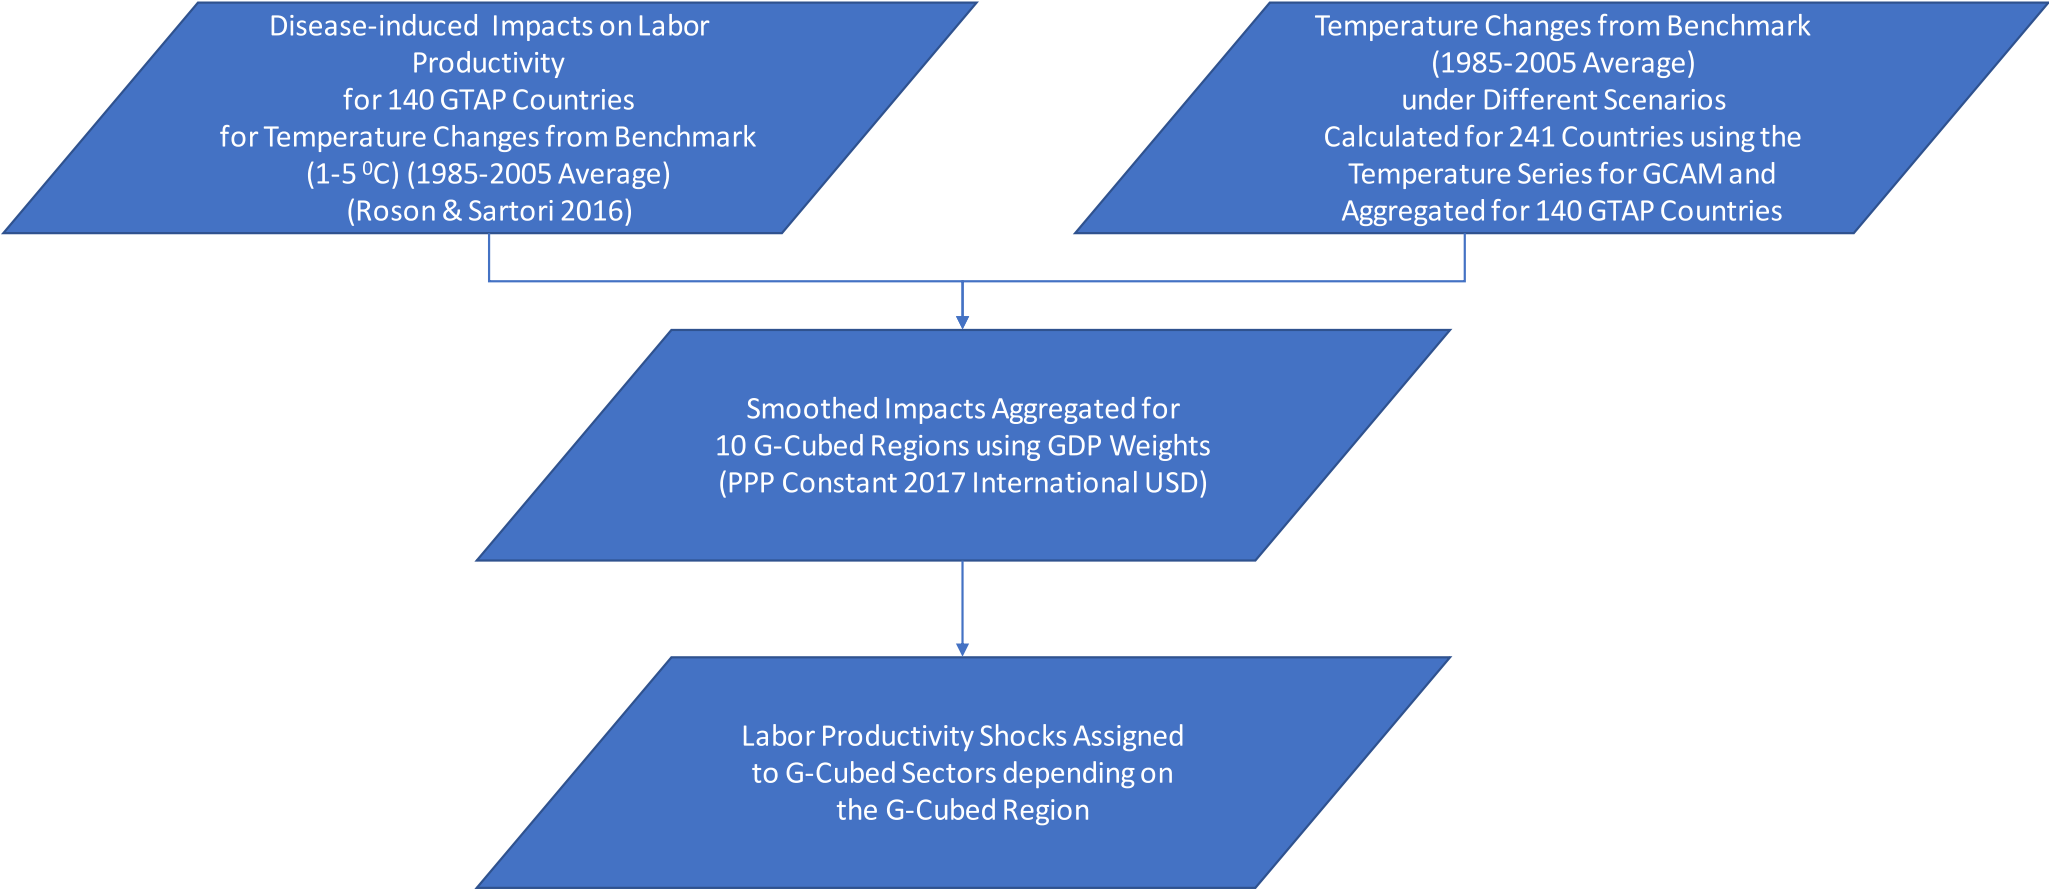 Disease-induced  Impacts on Labor
Productivity
for 140 GTAP Countries
for Temperature Changes from Benchmark
(1-5 ⁰C) (1985-2005 Average)
(Roson & Sartori 2016)
Temperature Changes from Benchmark
(1985-2005 Average)
under Different Scenarios
Calculated for 241 Countries using the
Temperature Series for GCAM and
Aggregated for 140 GTAP Countries
Smoothed Impacts Aggregated for
10 G-Cubed Regions using GDP Weights
(PPP Constant 2017 International USD)
Labor Productivity Shocks Assigned
to G-Cubed Sectors depending on
the G-Cubed Region